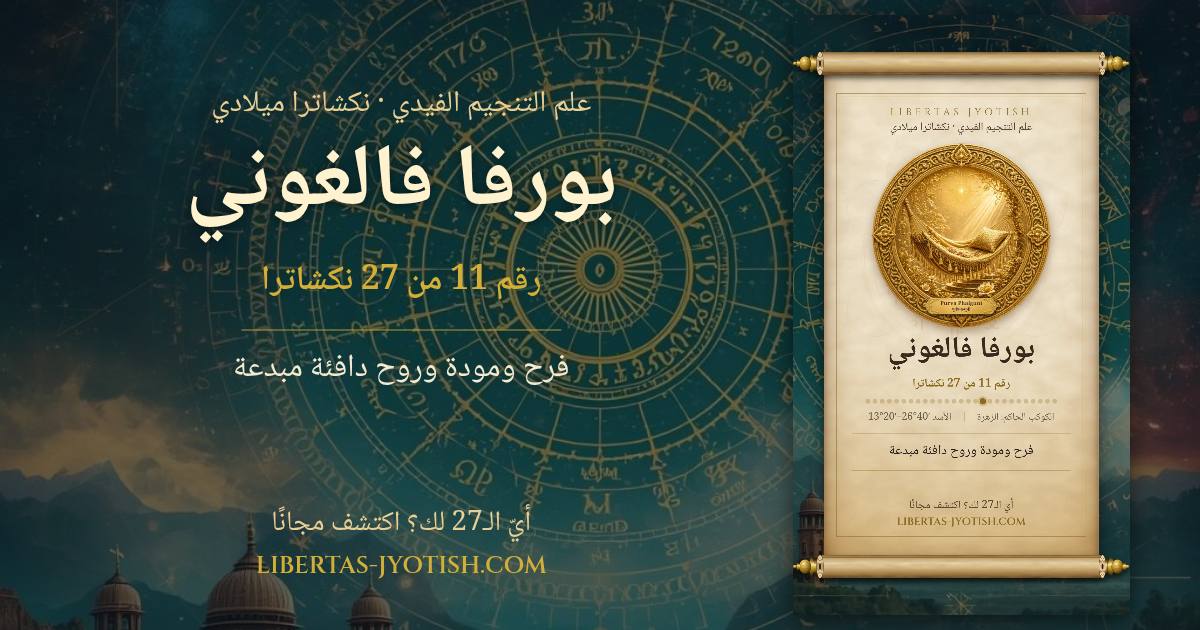 علم التنجيم الفيدي · نكشاترا ميلادي
بورفا فالغوني
رقم 11 من 27 نكشاترا
فرح ومودة وروح دافئة مبدعة
أيّ الـ27 لك؟ اكتشف مجانًا
LIBERTAS-JYOTISH.COM
LIBERTAS JYOTISH
علم التنجيم الفيدي · نكشاترا ميلادي
Purva Phalguni
بورفا فالغوني
رقم 11 من 27 نكشاترا
الكوكب الحاكم: الزهرة | الأسد 13°20'–26°40'
فرح ومودة وروح دافئة مبدعة
أي الـ27 لك؟ اكتشف مجانًا
LIBERTAS-JYOTISH.COM